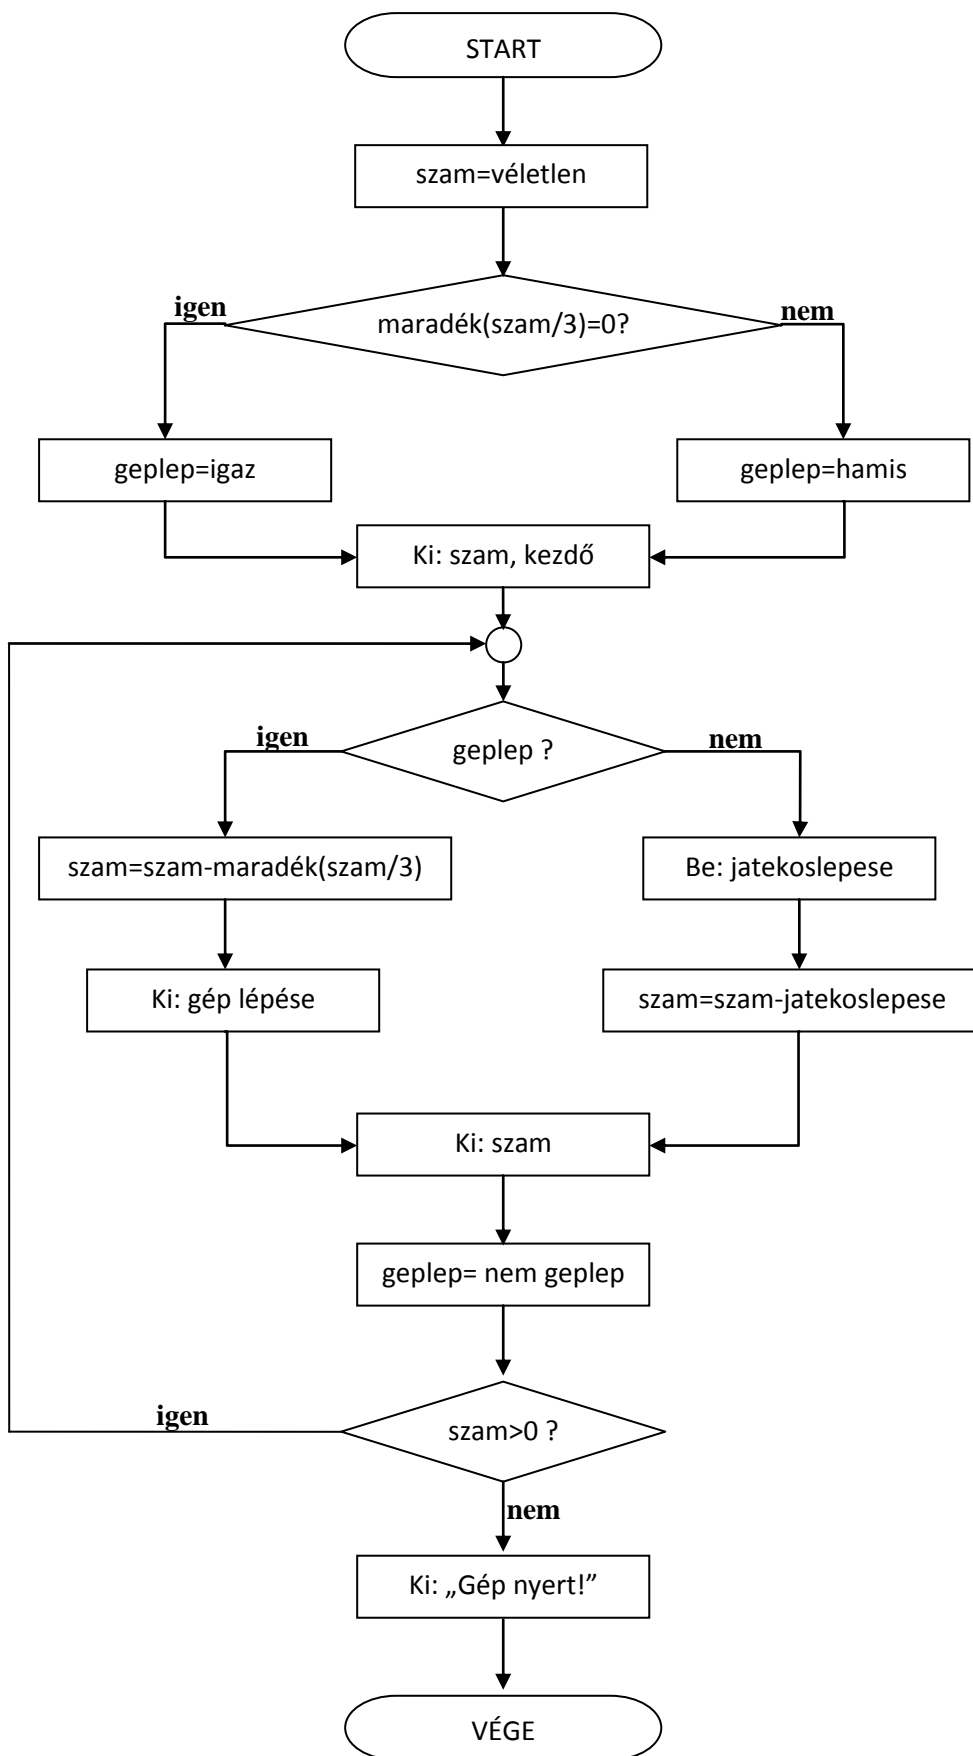 START
szam=véletlen
igen
maradék(szam/3)=0?
nem
geplep=igaz
geplep=hamis
Ki: szam, kezdő
igen
geplep ?
nem
szam=szam-maradék(szam/3)
Be: jatekoslepese
Ki: gép lépése
szam=szam-jatekoslepese
Ki: szam
geplep= nem geplep
igen
szam>0 ?
nem
Ki: „Gép nyert!”
VÉGE